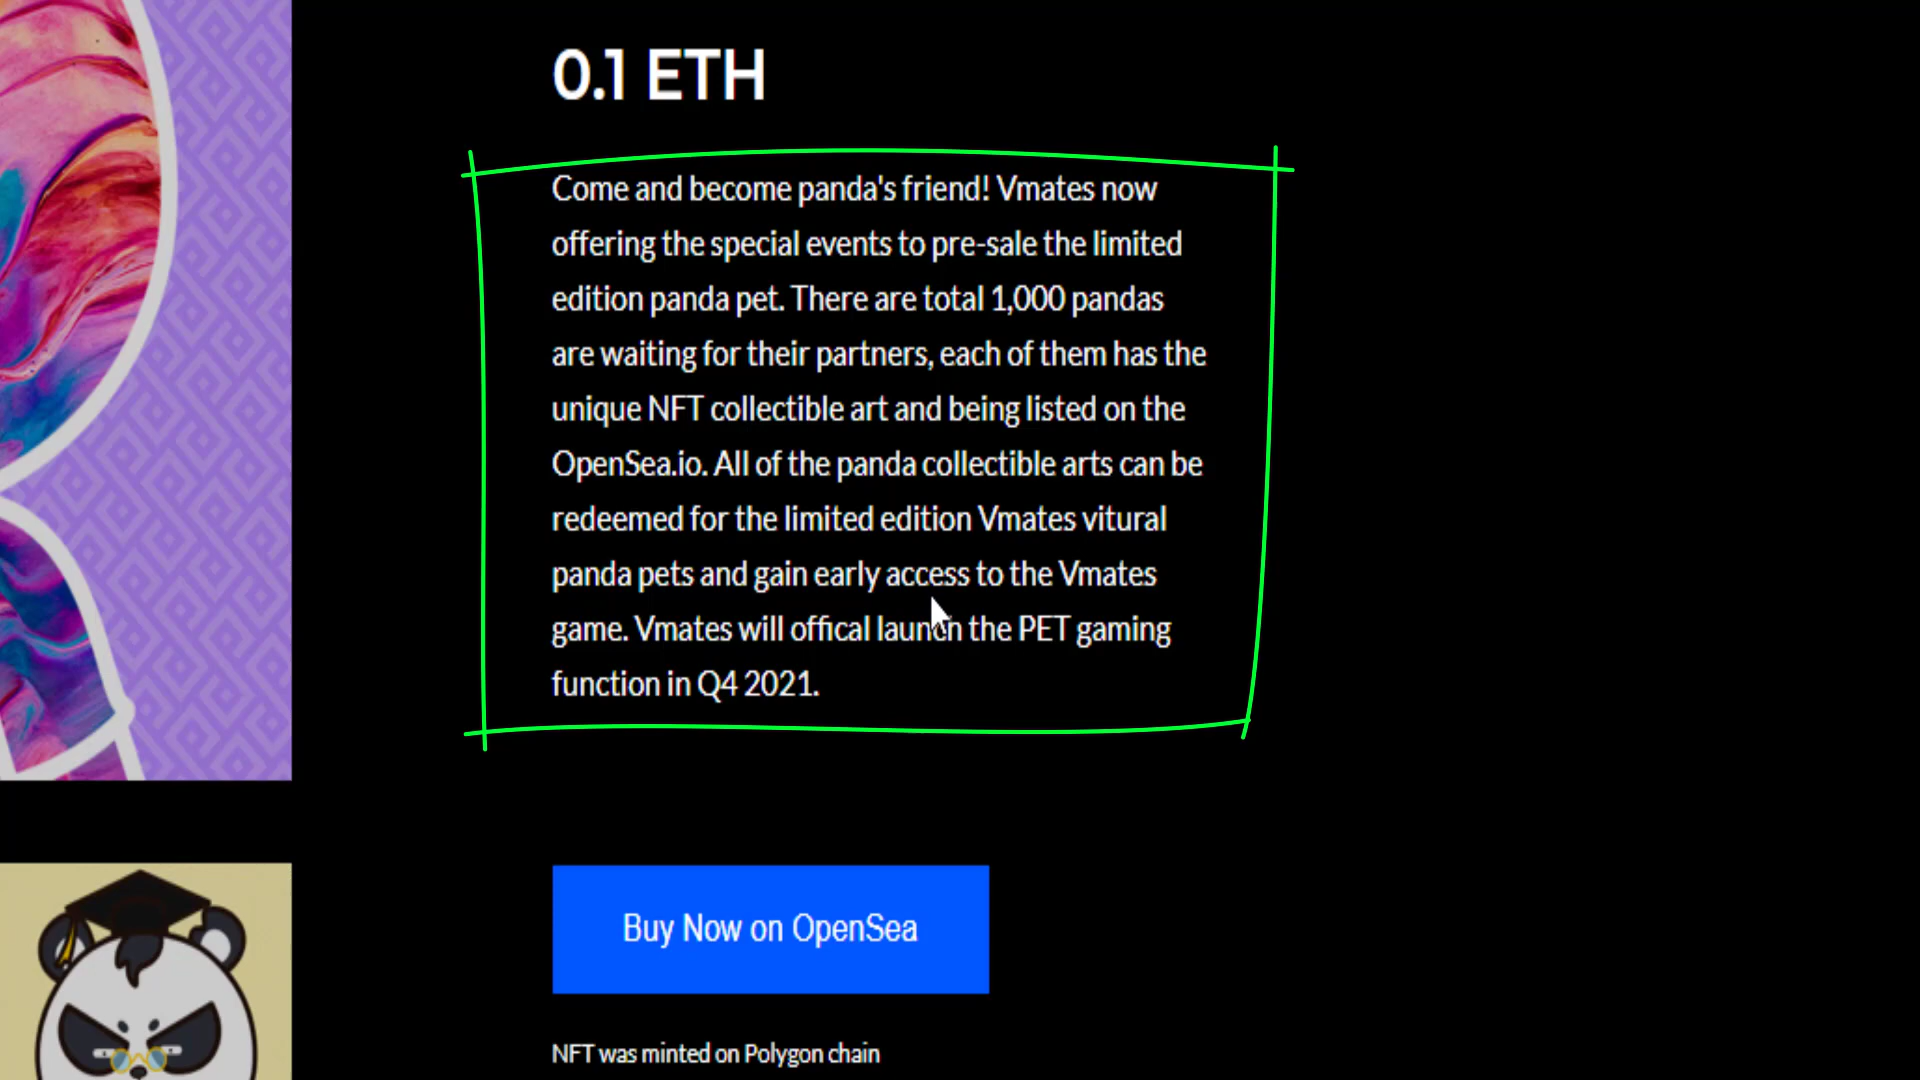 0.1 ETH
Come and become panda's friend! Vmates now
offering the special events to pre-sale the limited
edition panda pet. There are total 1,000 pandas
are waiting for their partners, each of them has the
unique NFT collectible art and being listed on the
OpenSea.io. All of the panda collectible arts can be
redeemed for the limited edition Vmates vitural
panda pets and gain early access to the Vmates
game. Vmates will offical launch the PET gaming
function in Q4 2021.
Buy Now on OpenSea
NFT was minted on Polygon chain